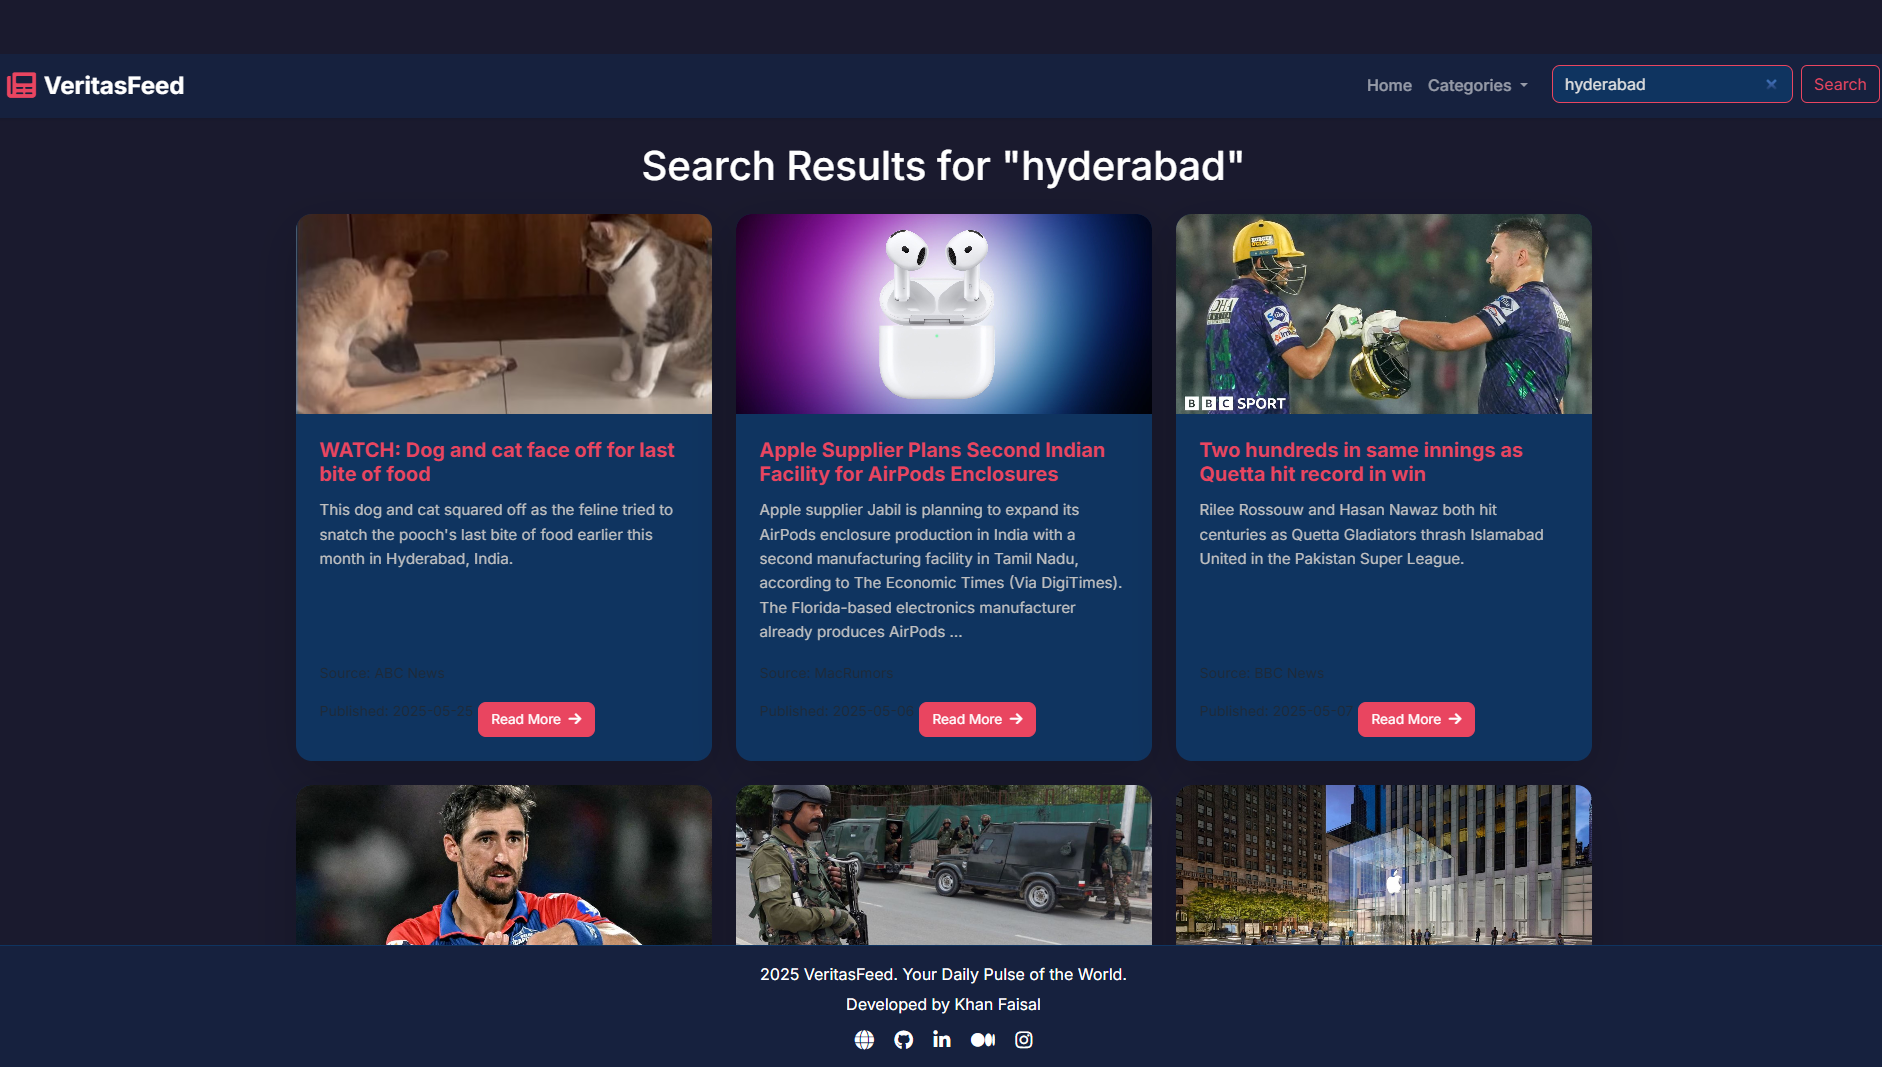 VeritasFeed
Home Categories hyderabad Search
Search Results for "hyderabad"
WATCH: Dog and cat face off for last
bite of food
This dog and cat squared off as the feline tried to
snatch the pooch's last bite of food earlier this
month in Hyderabad, India.
Source: ABC News
Published: 2025-05-25 Read More
Apple Supplier Plans Second Indian
Facility for AirPods Enclosures
Apple supplier Jabil is planning to expand its
AirPods enclosure production in India with a
second manufacturing facility in Tamil Nadu,
according to The Economic Times (Via DigiTimes).
The Florida-based electronics manufacturer
already produces AirPods ...
Source: MacRumors
Published: Read More
BBC SPORT
Two hundreds in same innings as
Quetta hit record in win
Rilee Rossouw and Hasan Nawaz both hit
centuries as Quetta Gladiators thrash Islamabad
United in the Pakistan Super League.
Source: BBC News
Published: 2025-05-07 Read More
2025 VeritasFeed. Your Daily Pulse of the World.
Developed by Khan Faisal